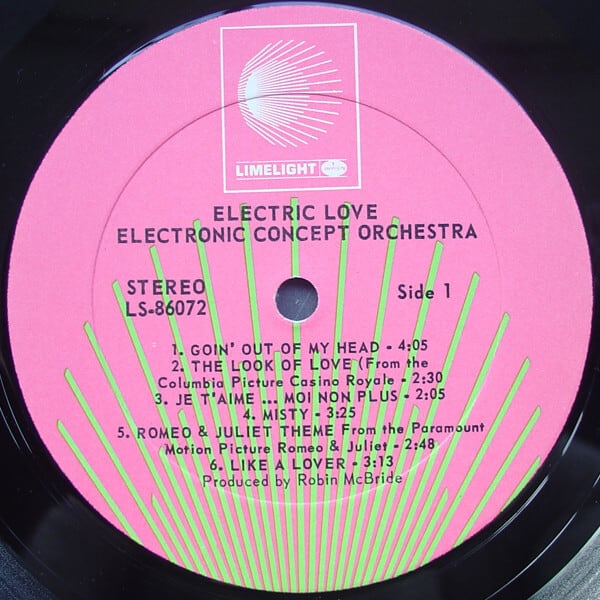 LIMELIGHT
ELECTRIC LOVE
ELECTRONIC CONCEPT ORCHESTRA
STEREO
LS-86072
Side 1
1. GOIN' OUT OF MY HEAD - 4:05
2. THE LOOK OF LOVE (From the
Columbia Picture Casino Royale - 2:30
3. JE T'AIME ... MOI NON PLUS - 2:05
4. MISTY - 3:25
5. ROMEO & JULIET THEME From the Paramount
Motion Picture Romeo & Juliet - 2:48
6. LIKE A LOVER - 3:13
Produced by Robin McBride